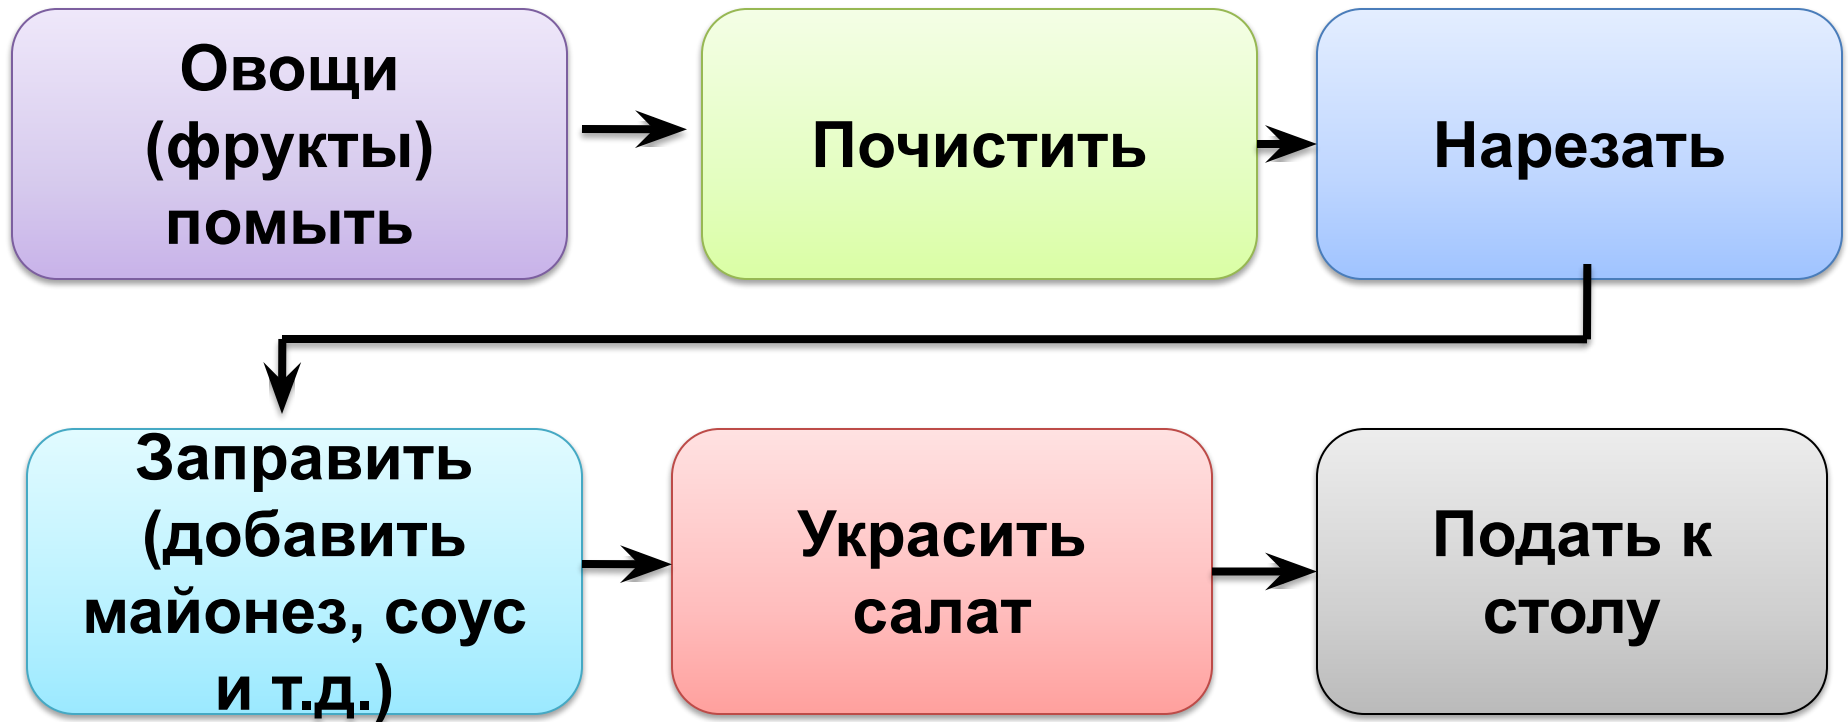 Овощи
(фрукты)
помыть
Почистить
Нарезать
Заправить
(добавить
майонез, соус
и т.д.)
Украсить
салат
Подать к
столу